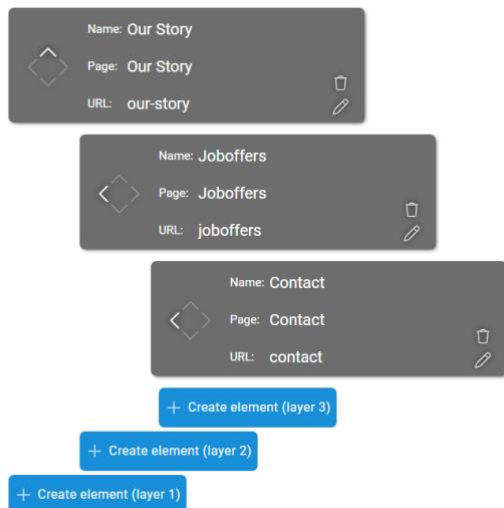 Name: Our Story
Page: Our Story
URL: our-story
Name: Joboffers
Page: Joboffers
URL: joboffers
Name: Contact
Page: Contact
URL: contact
+ Create element (layer 3)
+ Create element (layer 2)
+ Create element (layer 1)